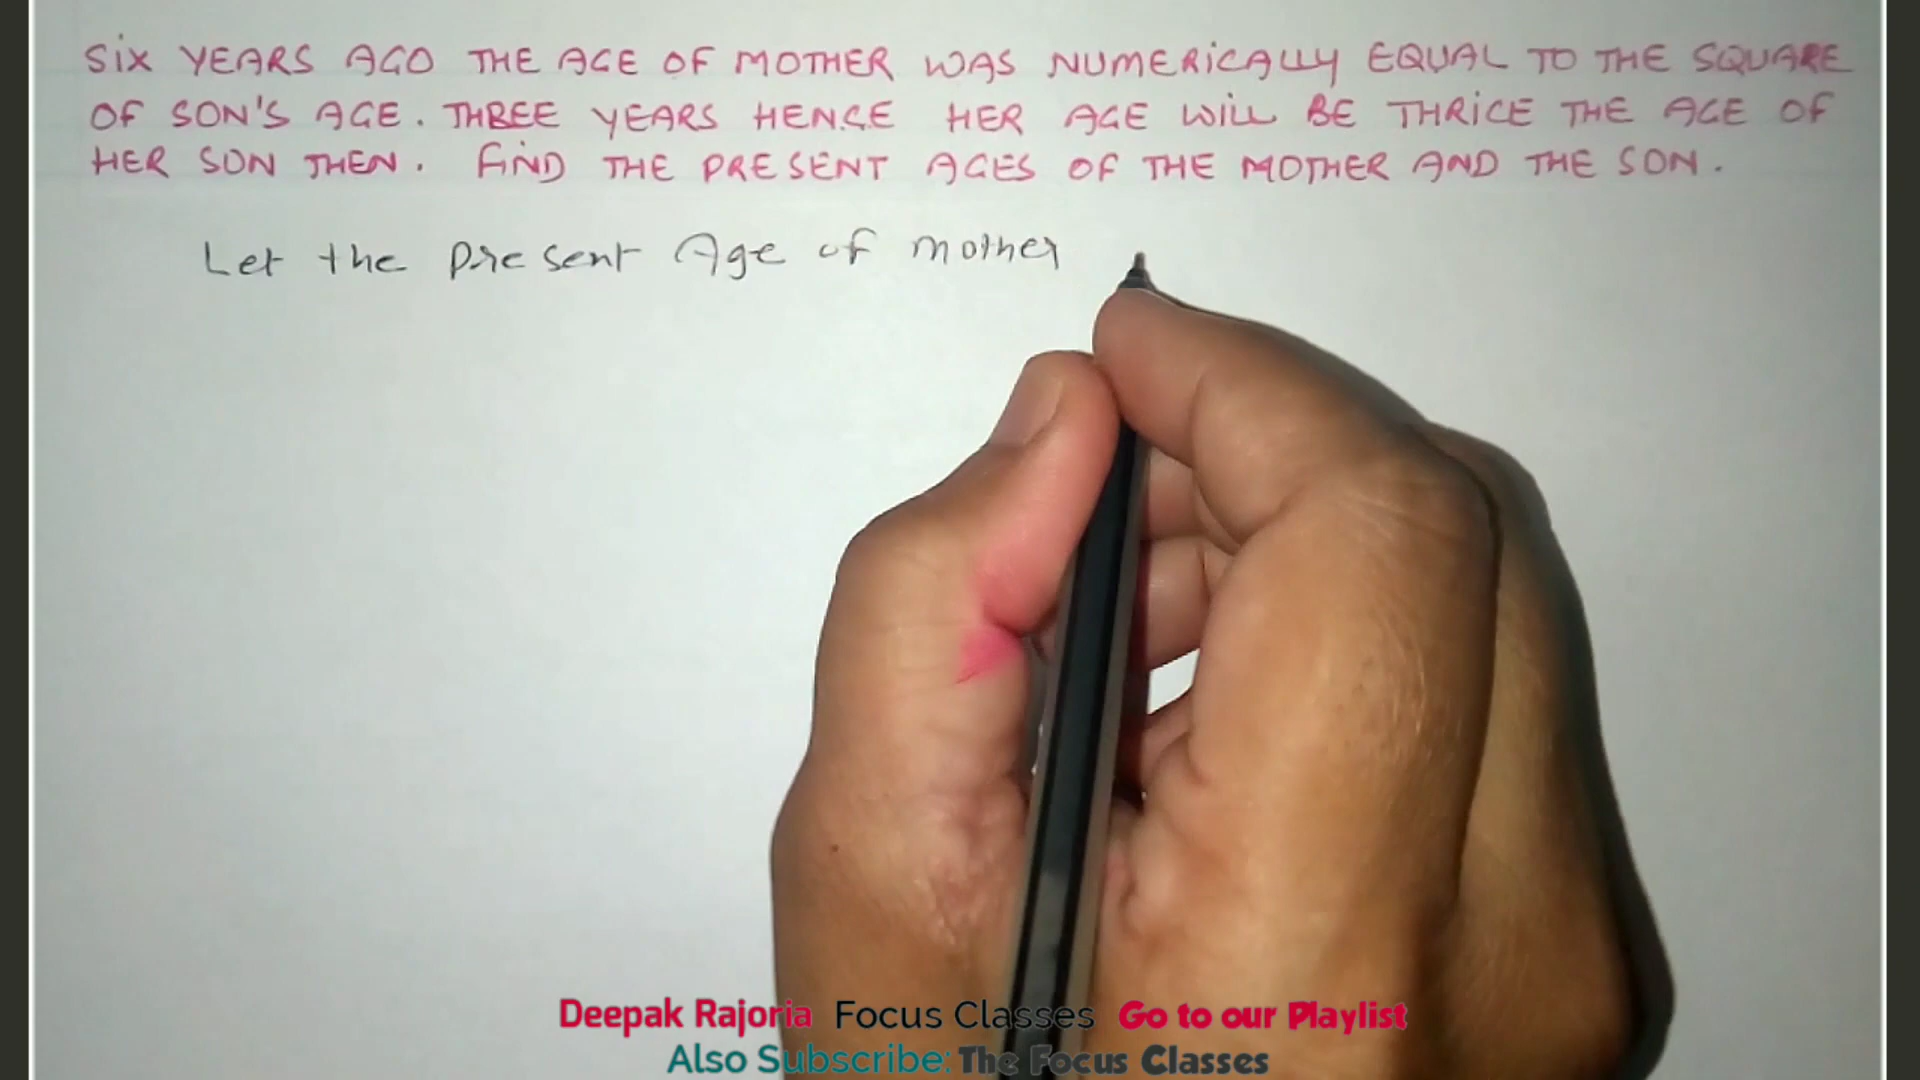 SiX YEARS AGO THE AGE OF MOTHER WAS NUMERiCALLY EQUAL TO THE SQUARE
OF SON'S AGE. THREE YEARS HENCE HER AGE WiLL BE THRiCE THE AGE OF
HER SON THEN. FiND THE PRESENT AGES OF THE MOTHER AND THE SON.
Let the present Age of mother
Deepak Rajoria Focus Classes Go to our Playlist
Also Subscribe: The Focus Classes